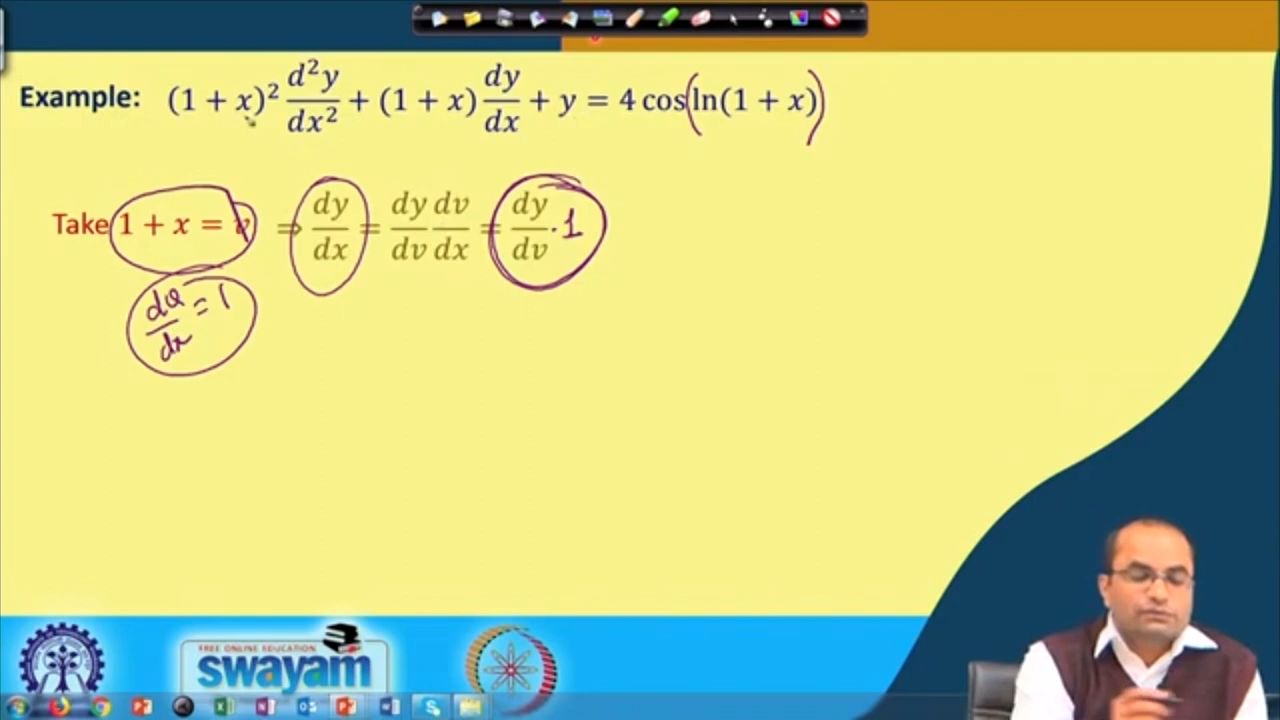 Example: (1 + x)² d²y/dx² + (1 + x) dy/dx + y = 4 cos(ln(1 + x))
Take 1 + x = v ⇒ dy/dx = dy/dv dv/dx = dy/dv · 1
dv/dx = 1
FREE ONLINE EDUCATION
swayam